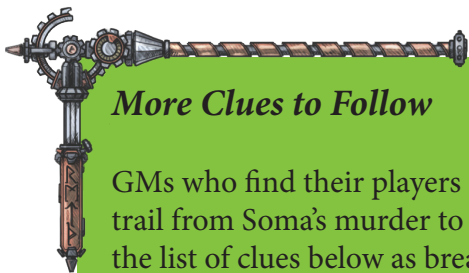 More Clues to Follow
GMs who find their players
trail from Soma’s murder to
the list of clues below as brea